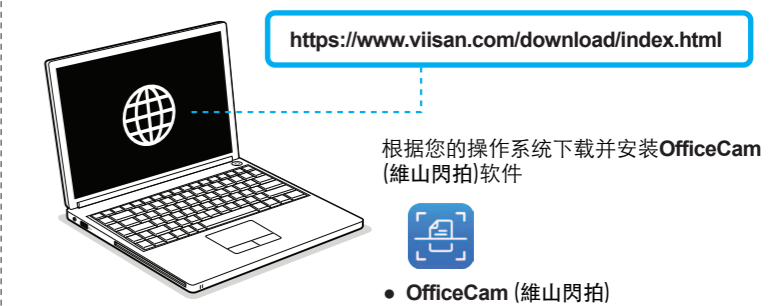 https://www.viisan.com/download/index.html
根据您的操作系统下载并安装OfficeCam
(維山閃拍)软件
● OfficeCam (維山閃拍)